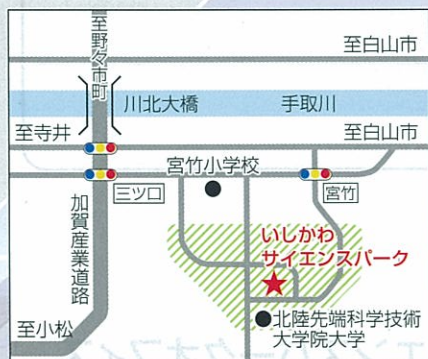 至野々市町
至白山市
川北大橋
手取川
至寺井
至白山市
宮竹小学校
三ツ口
宮竹
加賀産業道路
いしかわ
サイエンスパーク
北陸先端科学技術
大学院大学
至小松